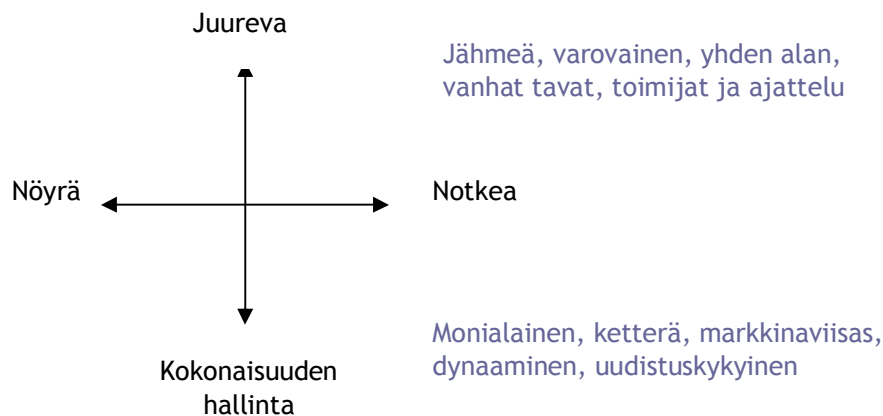 Juureva
Jähmeä, varovainen, yhden alan,
vanhat tavat, toimijat ja ajattelu
Nöyrä
Notkea
Monialainen, ketterä, markkinaviisas,
dynaaminen, uudistuskykyinen
Kokonaisuuden
hallinta